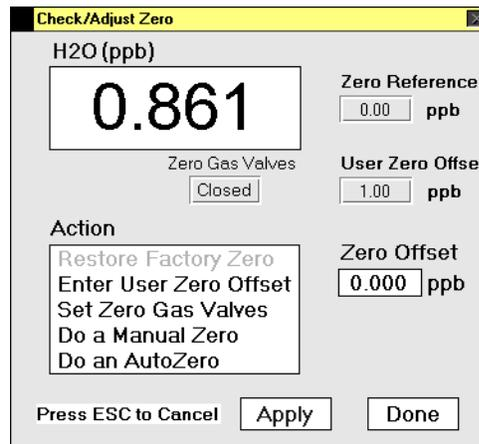 Check/Adjust Zero
H2O (ppb)
0.861
Zero Reference
0.00 ppb
Zero Gas Valves
Closed
User Zero Offse
1.00 ppb
Action
Restore Factory Zero
Enter User Zero Offset
Set Zero Gas Valves
Do a Manual Zero
Do an AutoZero
Zero Offset
0.000 ppb
Press ESC to Cancel
Apply
Done